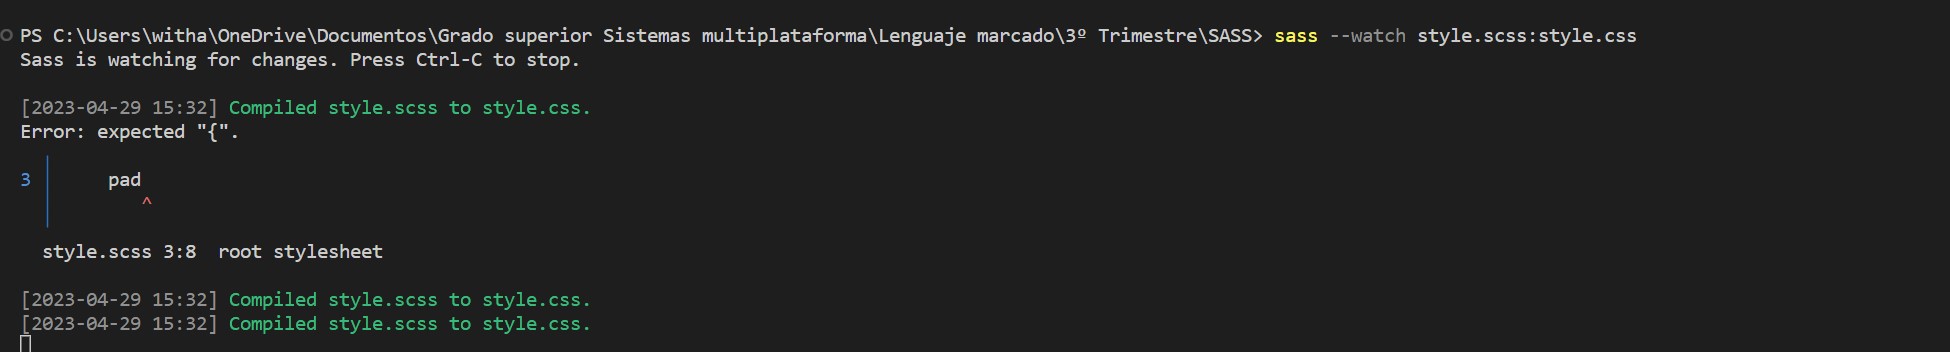 PS C:\Users\witha\OneDrive\Documentos\Grado superior Sistemas multiplataforma\Lenguaje marcado\3º Trimestre\SASS> sass --watch style.scss:style.css
Sass is watching for changes. Press Ctrl-C to stop.
[2023-04-29 15:32] Compiled style.scss to style.css.
Error: expected "{".
3 │ pad
^
style.scss 3:8  root stylesheet
[2023-04-29 15:32] Compiled style.scss to style.css.
[2023-04-29 15:32] Compiled style.scss to style.css.